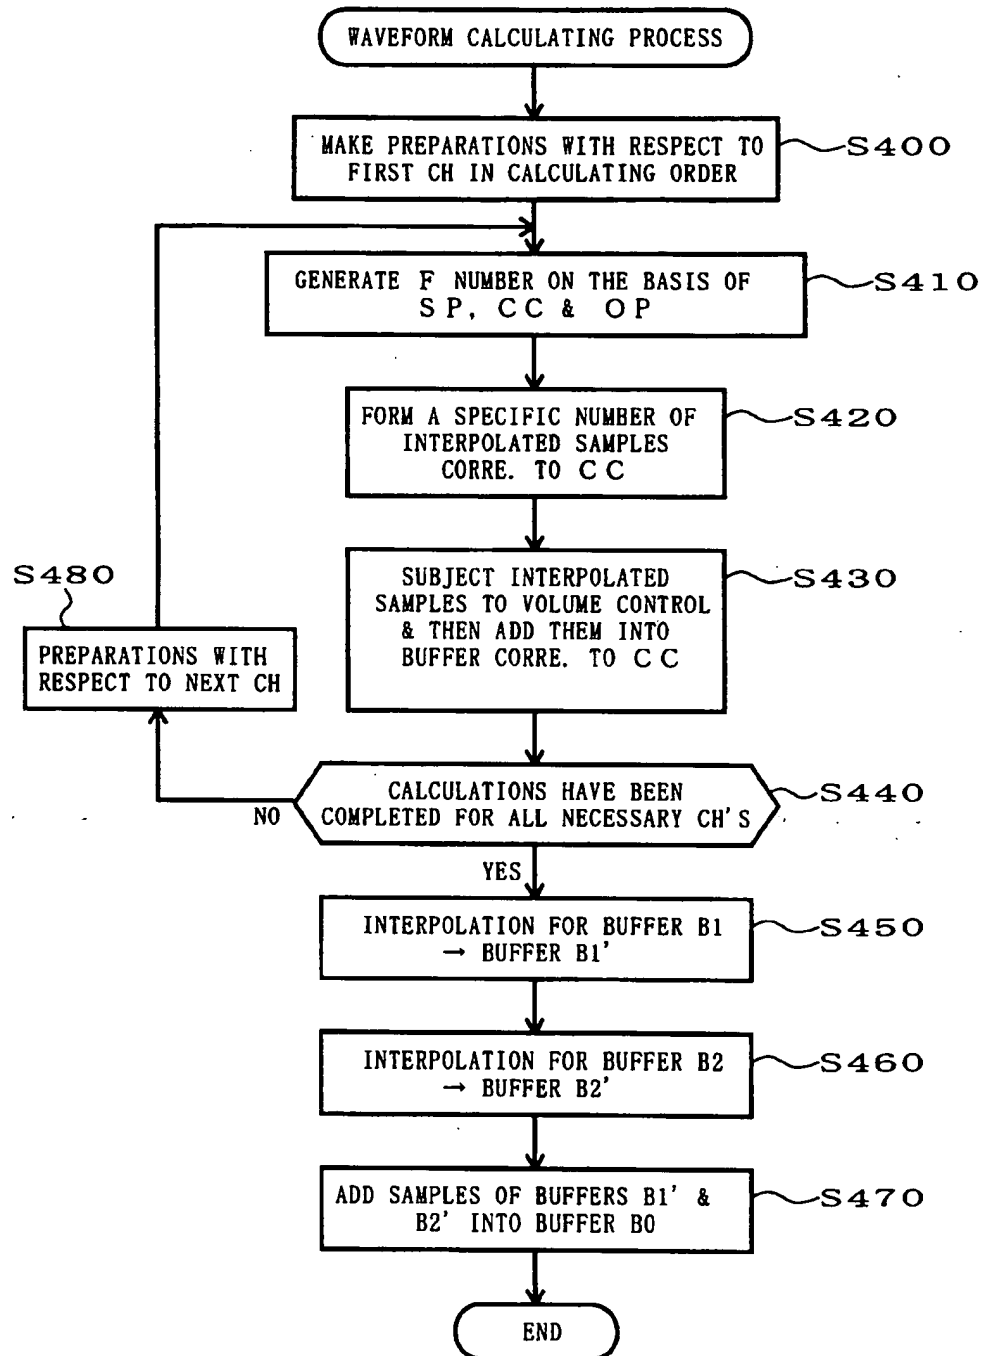 WAVEFORM CALCULATING PROCESS
MAKE PREPARATIONS WITH RESPECT TO
FIRST CH IN CALCULATING ORDER
S400
GENERATE F NUMBER ON THE BASIS OF
SP, CC & OP
S410
FORM A SPECIFIC NUMBER OF
INTERPOLATED SAMPLES
CORRE. TO CC
S420
SUBJECT INTERPOLATED
SAMPLES TO VOLUME CONTROL
& THEN ADD THEM INTO
BUFFER CORRE. TO CC
S430
S480
PREPARATIONS WITH
RESPECT TO NEXT CH
CALCULATIONS HAVE BEEN
COMPLETED FOR ALL NECESSARY CH'S
S440
NO
YES
INTERPOLATION FOR BUFFER B1
→ BUFFER B1'
S450
INTERPOLATION FOR BUFFER B2
→ BUFFER B2'
S460
ADD SAMPLES OF BUFFERS B1' &
B2' INTO BUFFER B0
S470
END